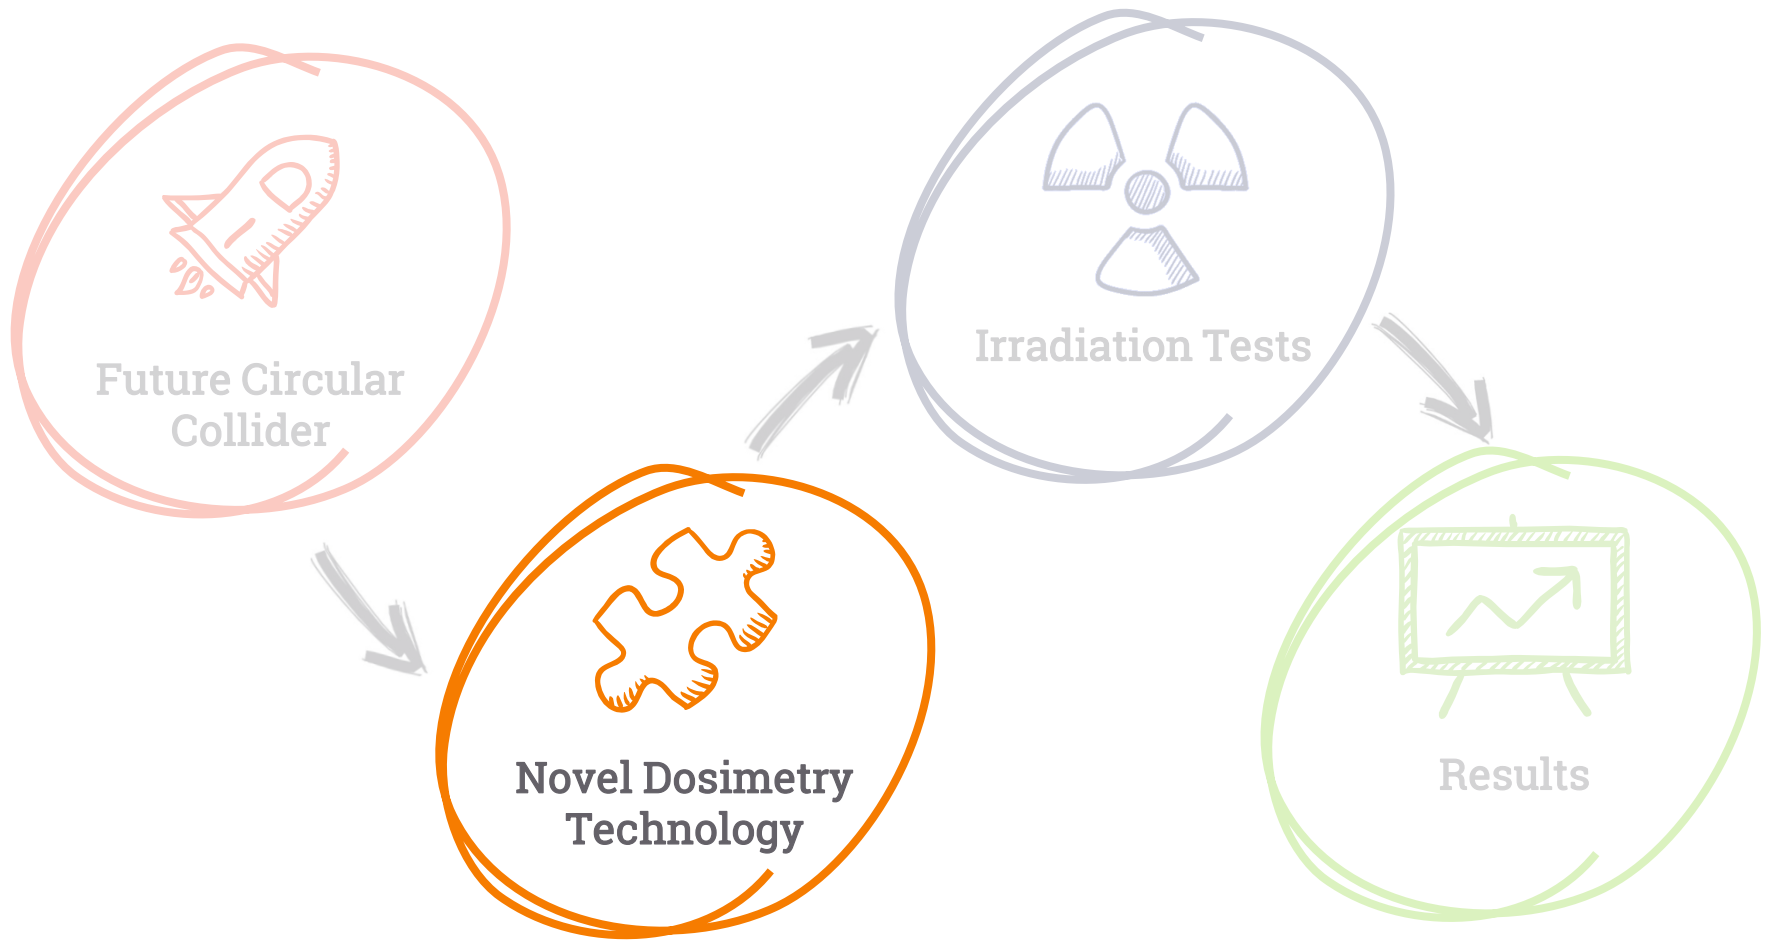 Future Circular
Collider
Novel Dosimetry
Technology
Irradiation Tests
Results